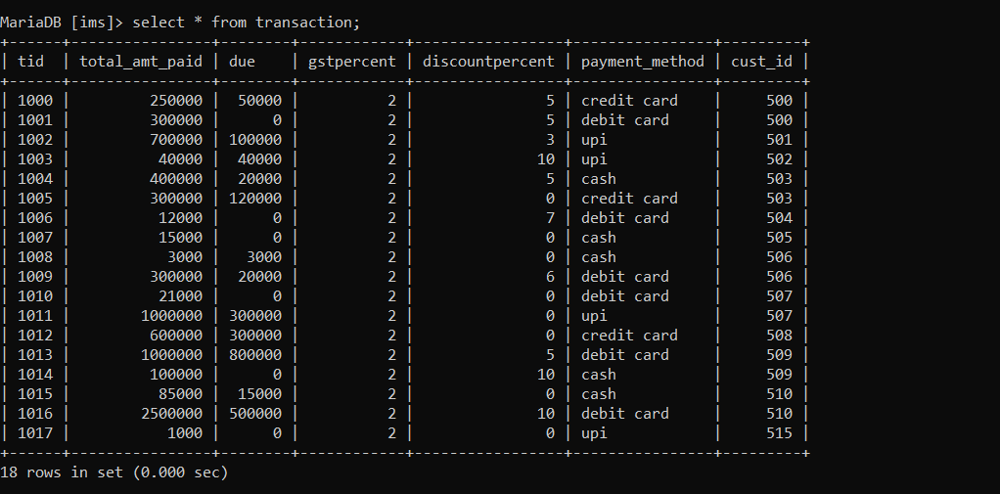 MariaDB [ims]> select * from transaction;
+------+----------------+--------+------------+-----------------+----------------+---------+
| tid  | total_amt_paid | due    | gstpercent | discountpercent | payment_method | cust_id |
+------+----------------+--------+------------+-----------------+----------------+---------+
| 1000 |         250000 |  50000 |          2 |               5 | credit card    |     500 |
| 1001 |         300000 |      0 |          2 |               5 | debit card     |     500 |
| 1002 |         700000 | 100000 |          2 |               3 | upi            |     501 |
| 1003 |          40000 |  40000 |          2 |              10 | upi            |     502 |
| 1004 |         400000 |  20000 |          2 |               5 | cash           |     503 |
| 1005 |         300000 | 120000 |          2 |               0 | credit card    |     503 |
| 1006 |          12000 |      0 |          2 |               7 | debit card     |     504 |
| 1007 |          15000 |      0 |          2 |               0 | cash           |     505 |
| 1008 |           3000 |   3000 |          2 |               0 | cash           |     506 |
| 1009 |         300000 |  20000 |          2 |               6 | debit card     |     506 |
| 1010 |          21000 |      0 |          2 |               0 | debit card     |     507 |
| 1011 |        1000000 | 300000 |          2 |               0 | upi            |     507 |
| 1012 |         600000 | 300000 |          2 |               0 | credit card    |     508 |
| 1013 |        1000000 | 800000 |          2 |               5 | debit card     |     509 |
| 1014 |         100000 |      0 |          2 |              10 | cash           |     509 |
| 1015 |          85000 |  15000 |          2 |               0 | cash           |     510 |
| 1016 |        2500000 | 500000 |          2 |              10 | debit card     |     510 |
| 1017 |           1000 |      0 |          2 |               0 | upi            |     515 |
+------+----------------+--------+------------+-----------------+----------------+---------+
18 rows in set (0.000 sec)